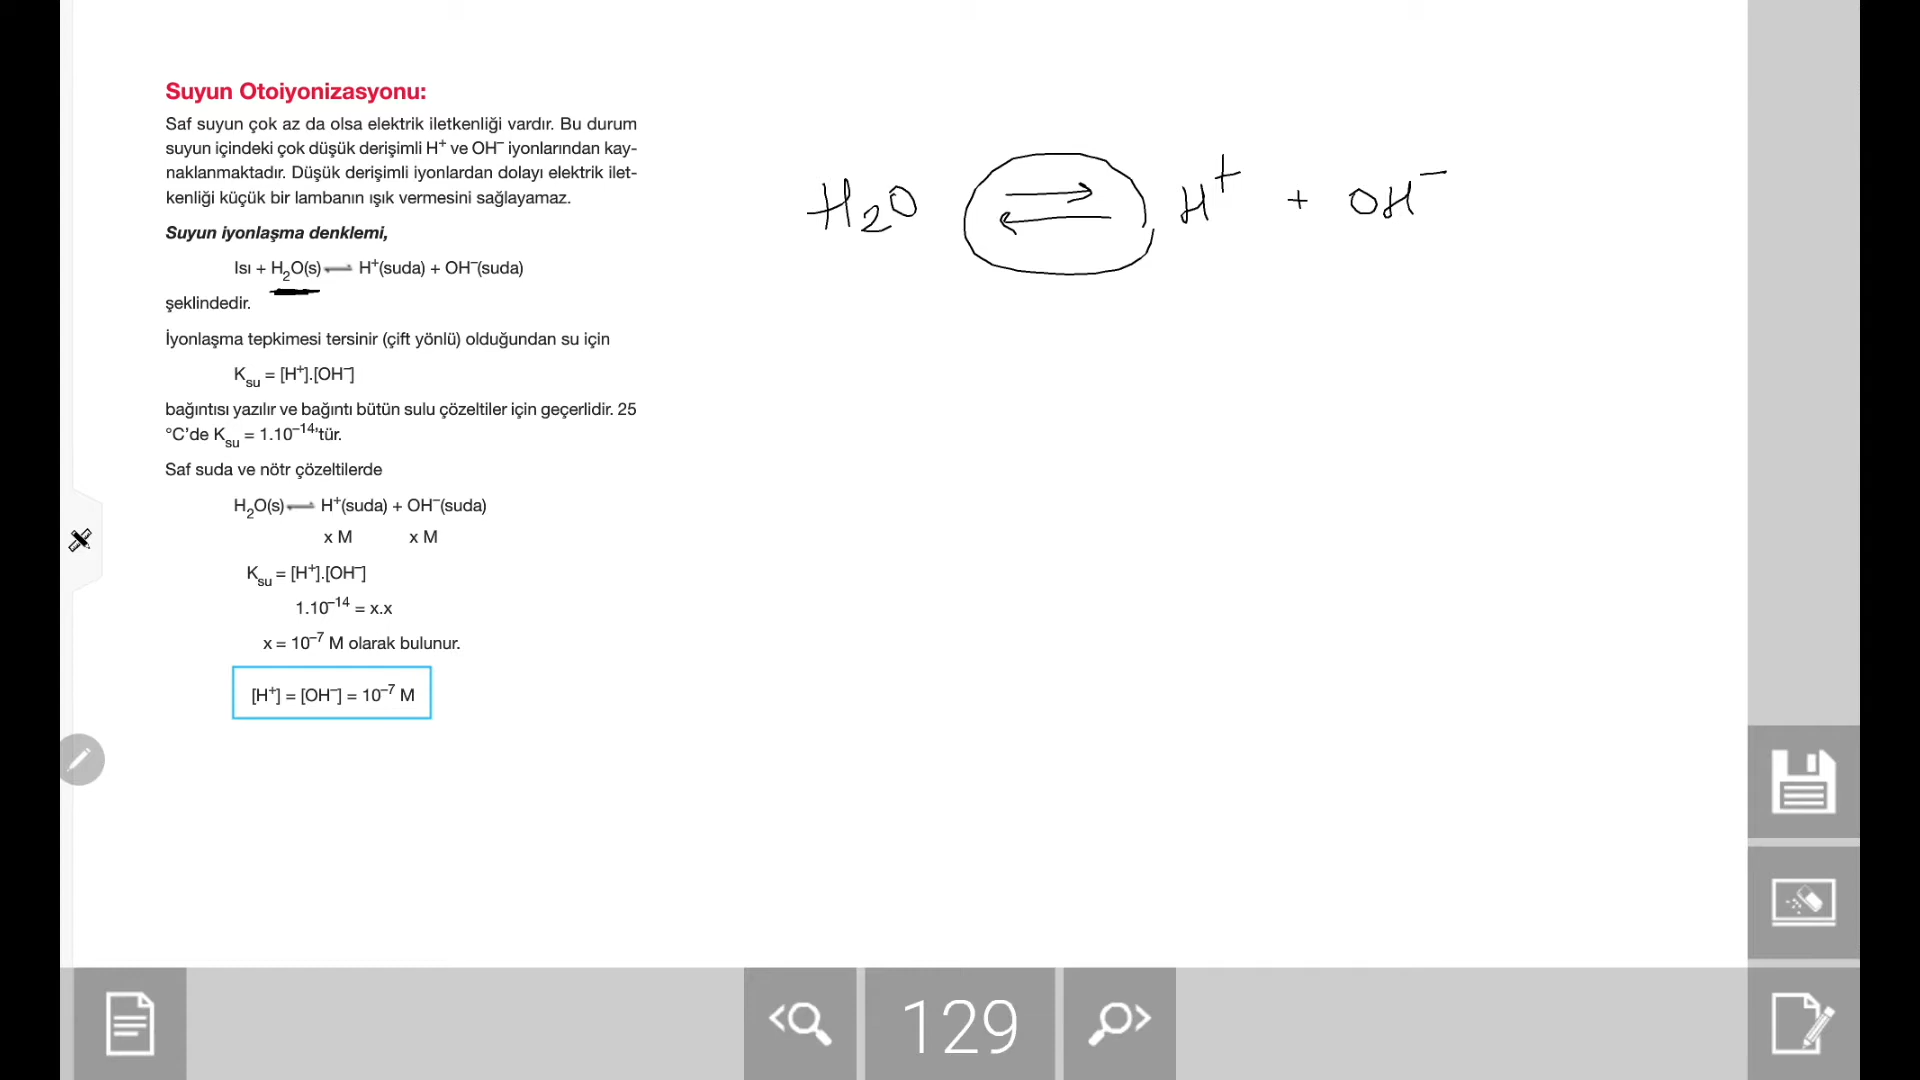 Suyun Otoiyonizasyonu:
Saf suyun çok az da olsa elektrik iletkenliği vardır. Bu durum
suyun içindeki çok düşük derişimli H⁺ ve OH⁻ iyonlarından kay-
naklanmaktadır. Düşük derişimli iyonlardan dolayı elektrik ilet-
kenliği küçük bir lambanın ışık vermesini sağlayamaz.
Suyun iyonlaşma denklemi,
Isı + H₂O(s) ⇌ H⁺(suda) + OH⁻(suda)
şeklindedir.
İyonlaşma tepkimesi tersinir (çift yönlü) olduğundan su için
Ksu = [H⁺].[OH⁻]
bağıntısı yazılır ve bağıntı bütün sulu çözeltiler için geçerlidir. 25
°C'de Ksu = 1.10⁻¹⁴'tür.
Saf suda ve nötr çözeltilerde
H₂O(s) ⇌ H⁺(suda) + OH⁻(suda)
x M x M
Ksu = [H⁺].[OH⁻]
1.10⁻¹⁴ = x.x
x = 10⁻⁷ M olarak bulunur.
[H⁺] = [OH⁻] = 10⁻⁷ M
H₂O ⇌ H⁺ + OH⁻
129